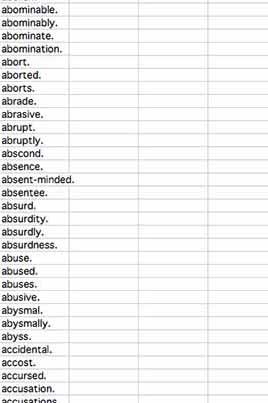 abominable.
abominably.
abominate.
abomination.
abort.
aborted.
aborts.
abrade.
abrasive.
abrupt.
abruptly.
abscond.
absence.
absent-minded.
absentee.
absurd.
absurdity.
absurdly.
absurdness.
abuse.
abused.
abuses.
abusive.
abysmal.
abysmally.
abyss.
accidental.
accost.
accursed.
accusation.
accusations